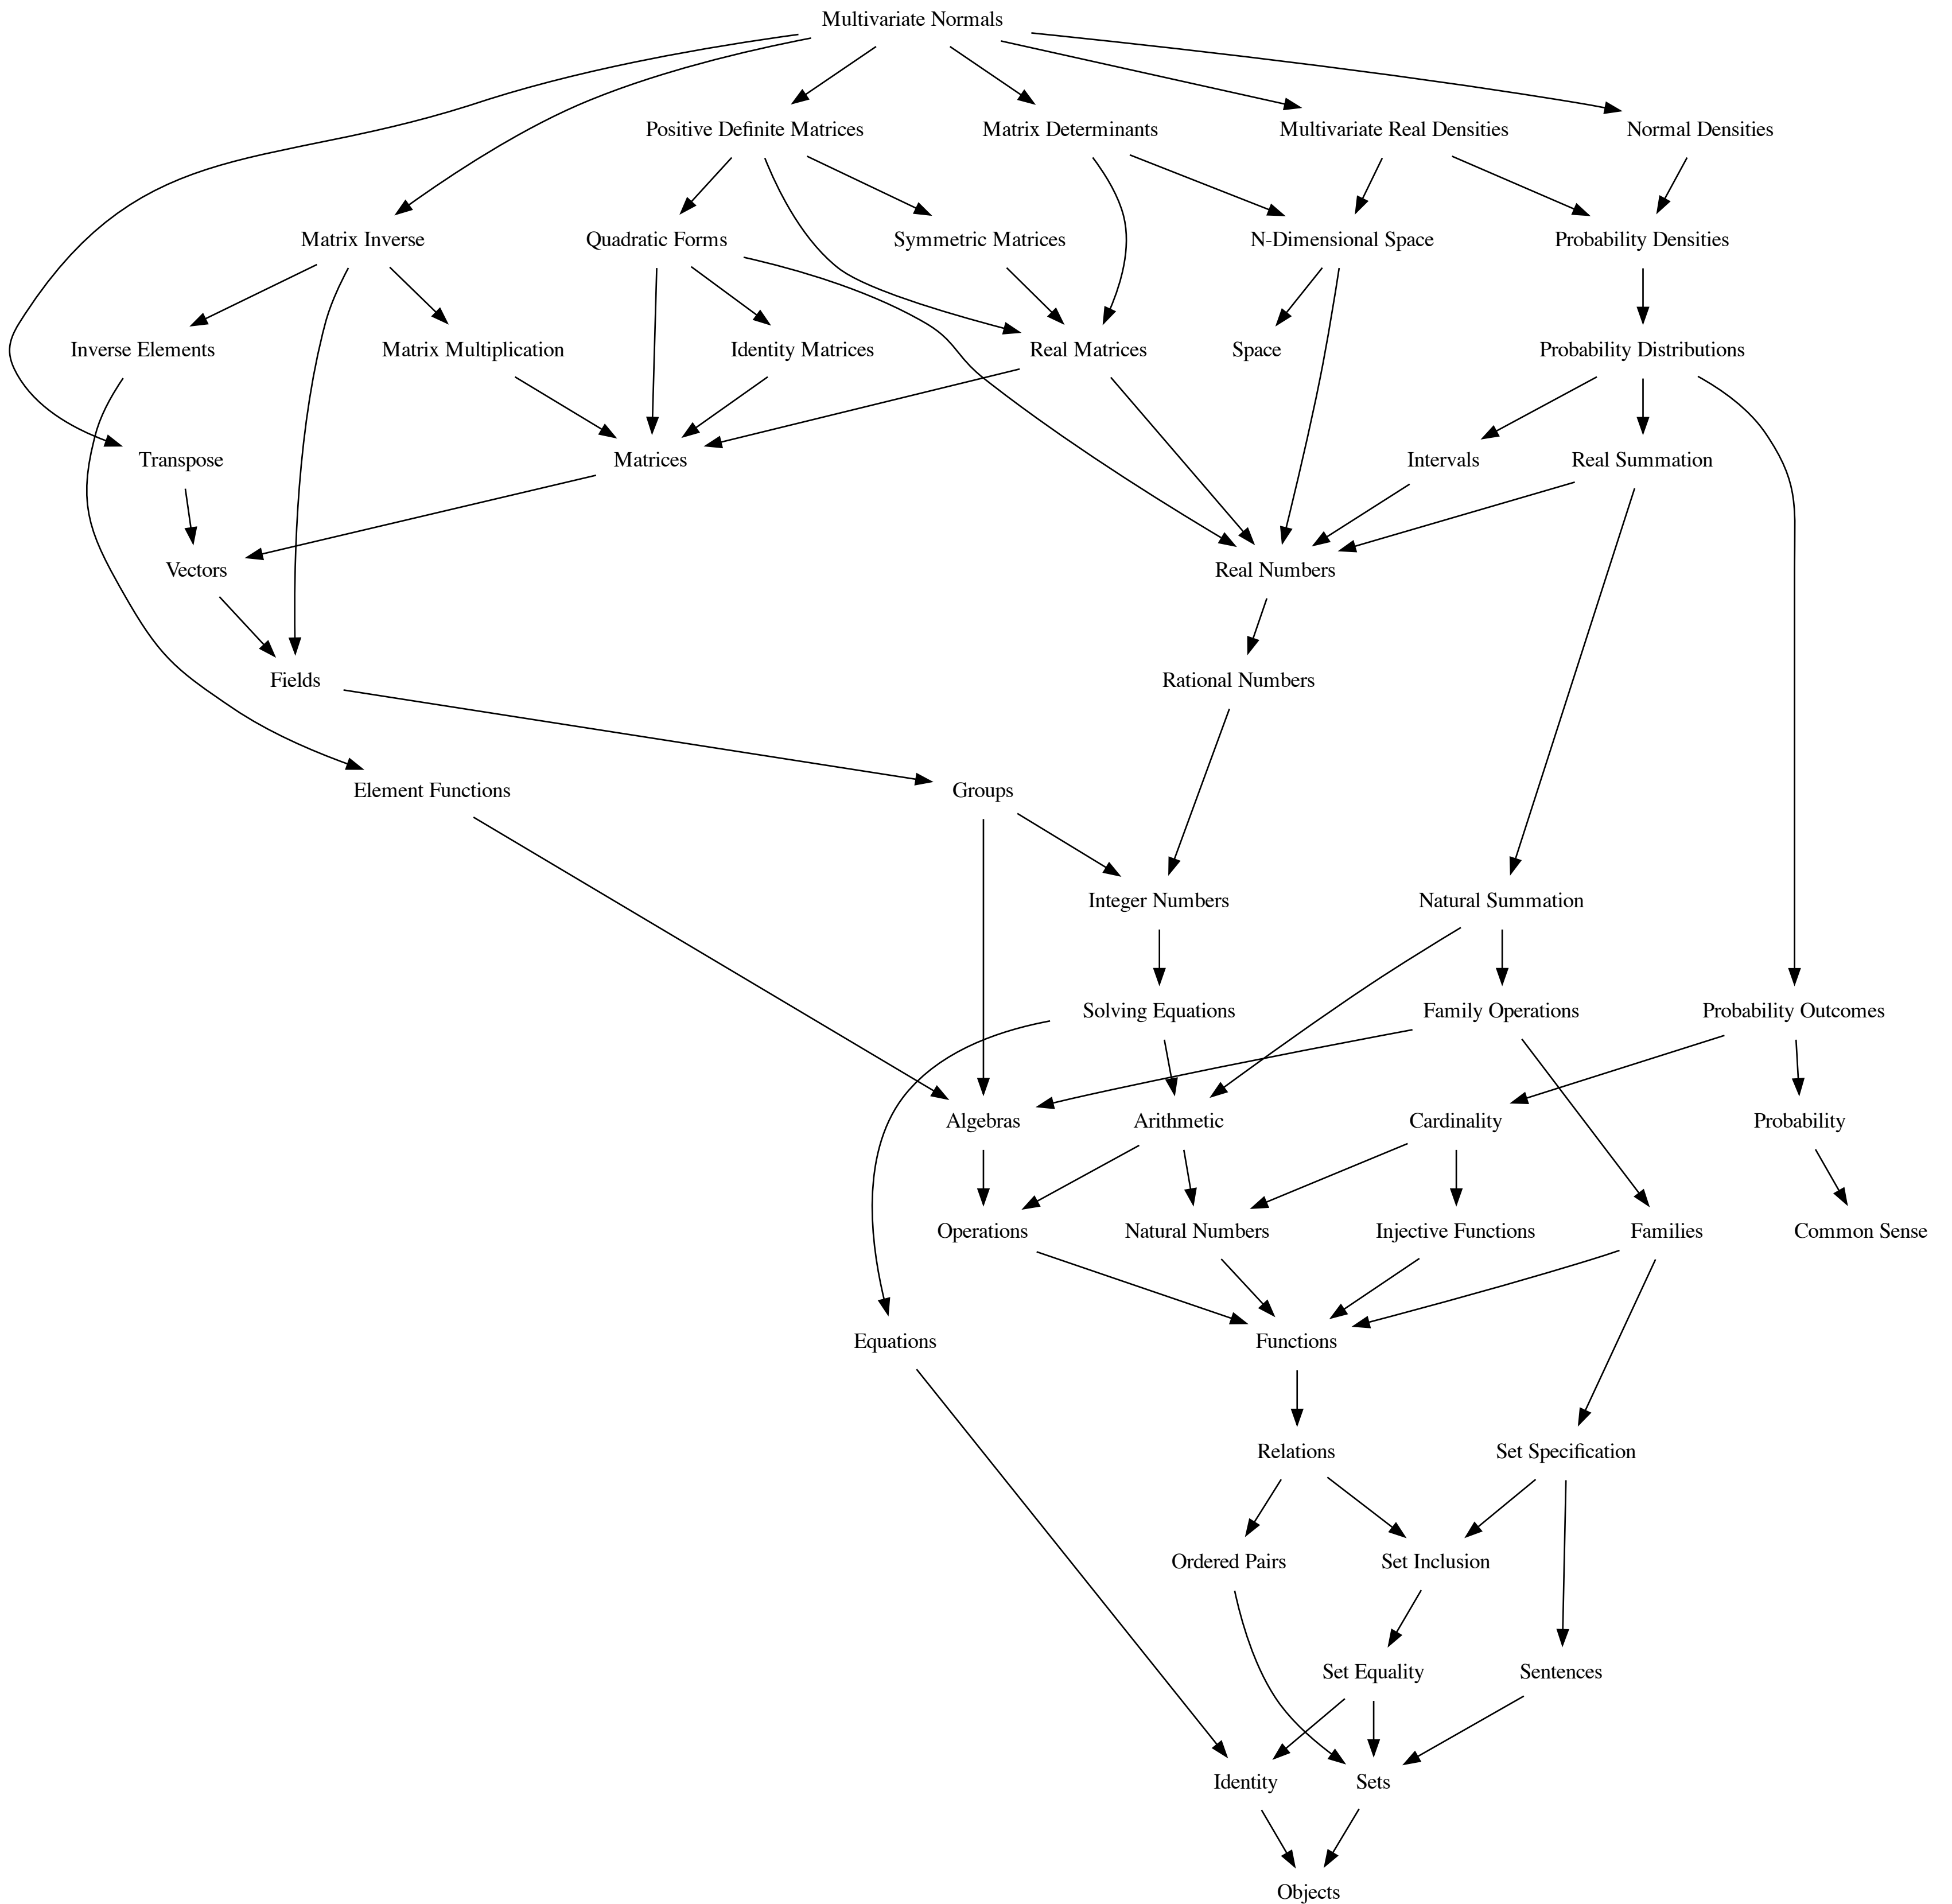 Multivariate Normals
Positive Definite Matrices
Matrix Determinants
Multivariate Real Densities
Normal Densities
Matrix Inverse
Quadratic Forms
Symmetric Matrices
N-Dimensional Space
Probability Densities
Inverse Elements
Matrix Multiplication
Identity Matrices
Real Matrices
Space
Probability Distributions
Transpose
Matrices
Intervals
Real Summation
Vectors
Real Numbers
Fields
Rational Numbers
Element Functions
Groups
Integer Numbers
Natural Summation
Solving Equations
Family Operations
Probability Outcomes
Algebras
Arithmetic
Cardinality
Probability
Operations
Natural Numbers
Injective Functions
Families
Common Sense
Equations
Functions
Relations
Set Specification
Ordered Pairs
Set Inclusion
Set Equality
Sentences
Identity
Sets
Objects